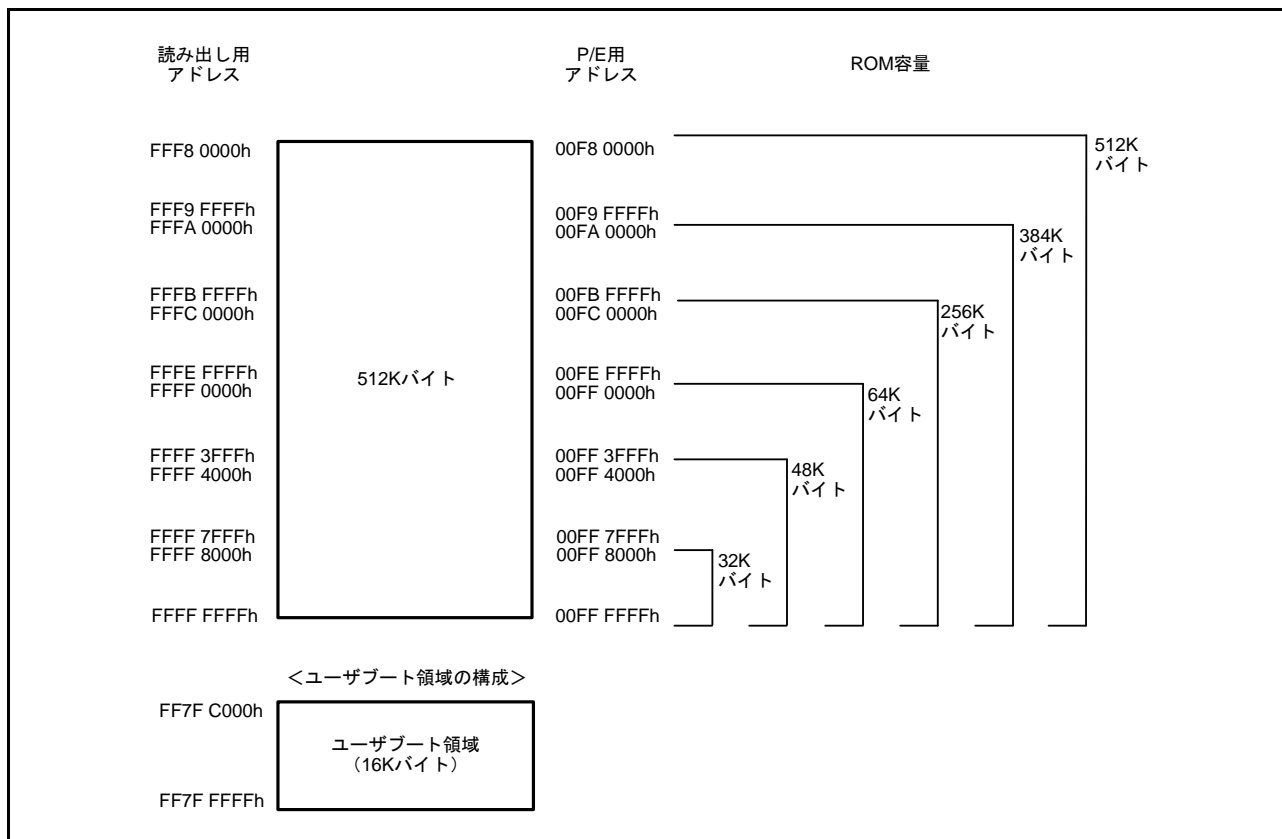 読み出し用
アドレス
P/E用
アドレス
ROM容量
FFF8 0000h
00F8 0000h
512K
バイト
FFF9 FFFFh
FFFA 0000h
00F9 FFFFh
00FA 0000h
384K
バイト
FFFB FFFFh
FFFC 0000h
00FB FFFFh
00FC 0000h
256K
バイト
FFFE FFFFh
FFFF 0000h
512Kバイト
00FE FFFFh
00FF 0000h
64K
バイト
FFFF 3FFFh
FFFF 4000h
00FF 3FFFh
00FF 4000h
48K
バイト
FFFF 7FFFh
FFFF 8000h
00FF 7FFFh
00FF 8000h
32K
バイト
FFFF FFFFh
00FF FFFFh
＜ユーザブート領域の構成＞
FF7F C000h
ユーザブート領域
（16Kバイト）
FF7F FFFFh